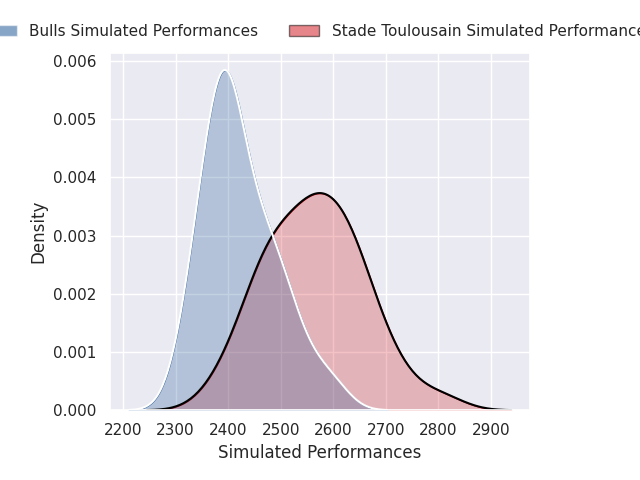 Bulls Simulated Performances
Stade Toulousain Simulated Performance
0.006
0.005
0.004
0.003
0.002
0.001
0.000
Density
2200 2300 2400 2500 2600 2700 2800 2900
Simulated Performances